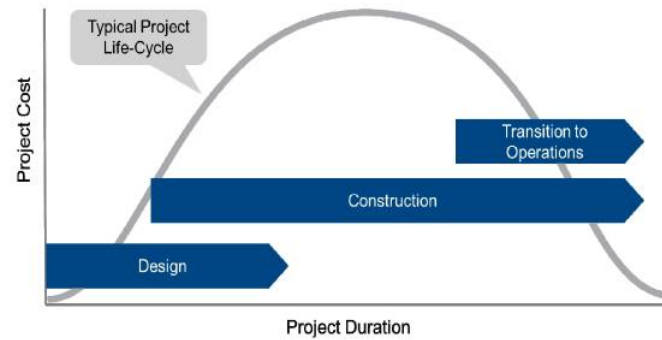 Typical Project
Life-Cycle
Project Cost
Transition to
Operations
Construction
Design
Project Duration